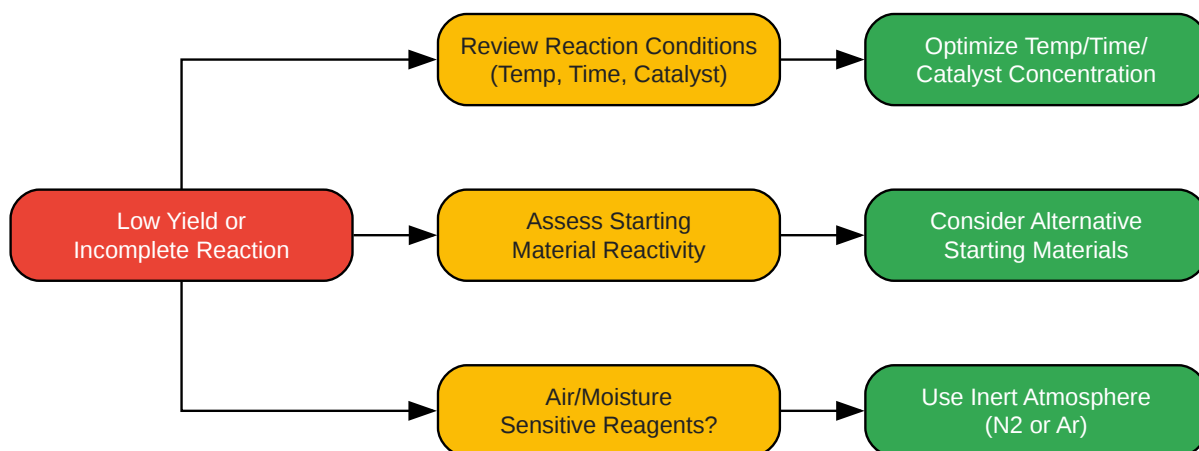 Review Reaction Conditions
(Temp, Time, Catalyst)
Optimize Temp/Time/
Catalyst Concentration
Low Yield or
Incomplete Reaction
Assess Starting
Material Reactivity
Consider Alternative
Starting Materials
Air/Moisture
Sensitive Reagents?
Use Inert Atmosphere
(N2 or Ar)